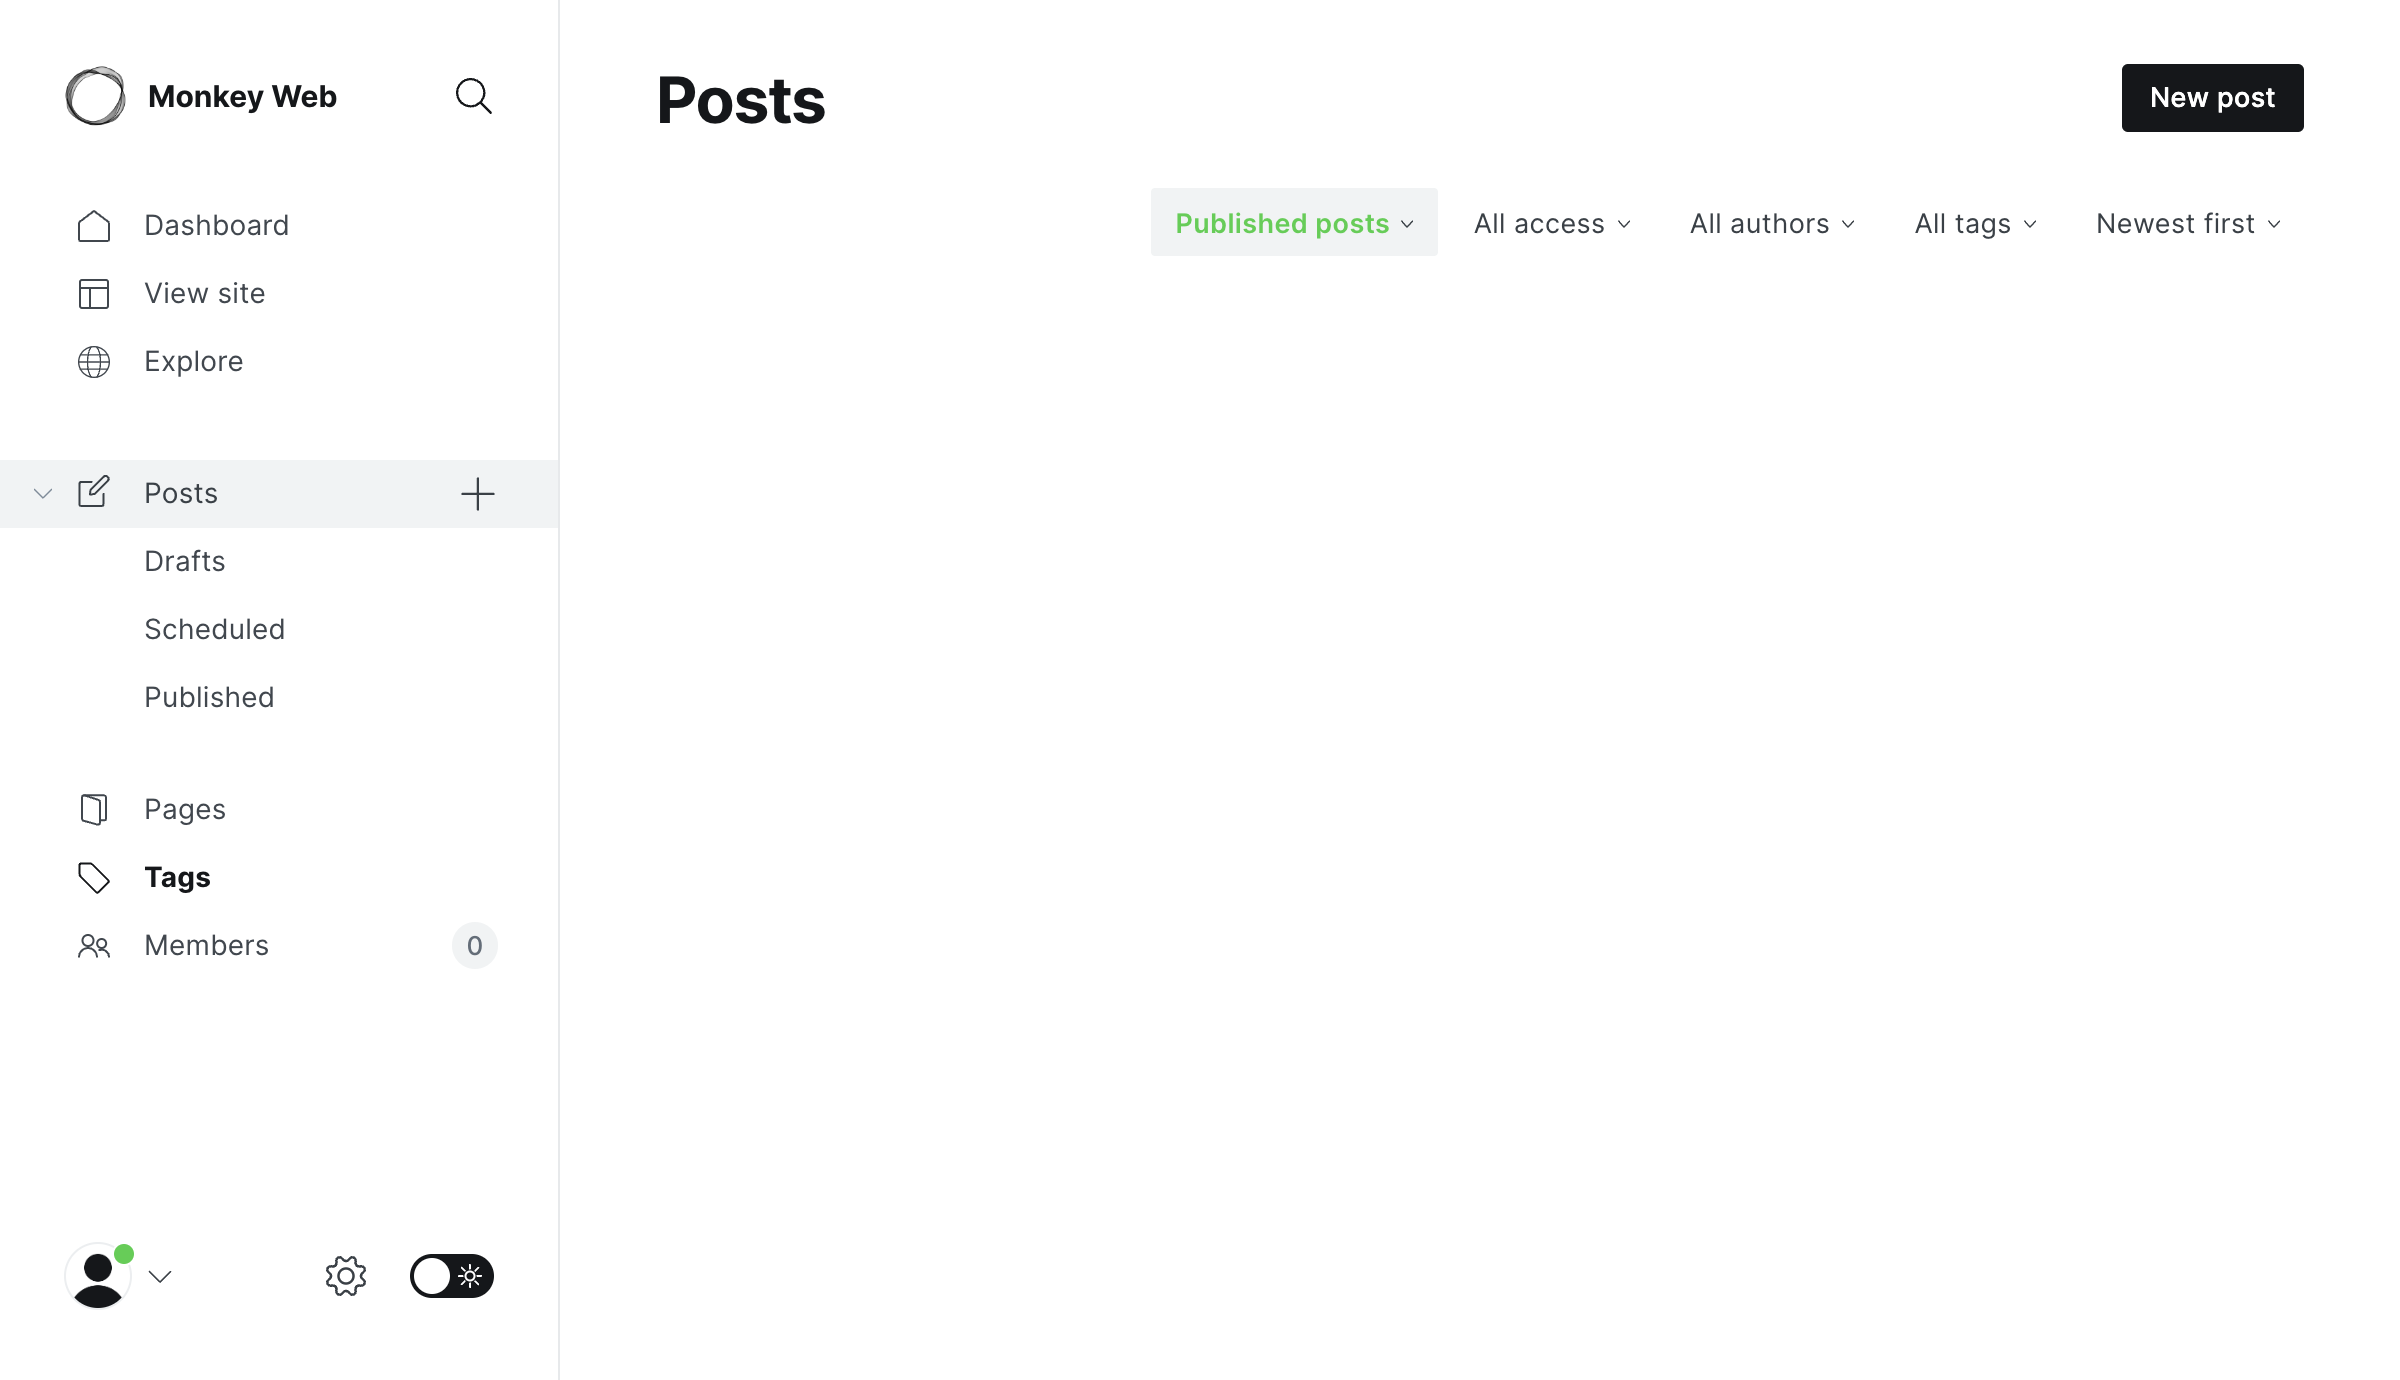 Monkey Web
Dashboard
View site
Explore
Posts
Drafts
Scheduled
Published
Pages
Tags
Members 0
Posts
New post
Published posts All access All authors All tags Newest first